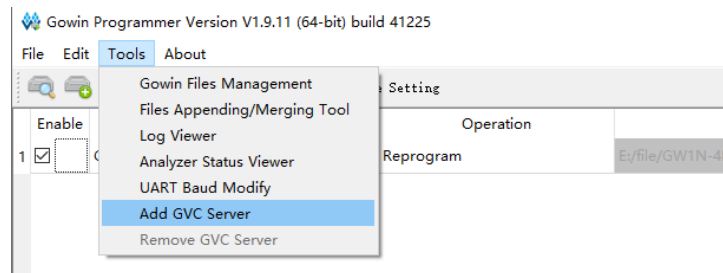 Gowin Programmer Version V1.9.11 (64-bit) build 41225
File Edit Tools About
Gowin Files Management
Setting
Files Appending/Merging Tool
Enable
Operation
Log Viewer
1
Analyzer Status Viewer
Reprogram
E:/file/GW1N-4
UART Baud Modify
Add GVC Server
Remove GVC Server